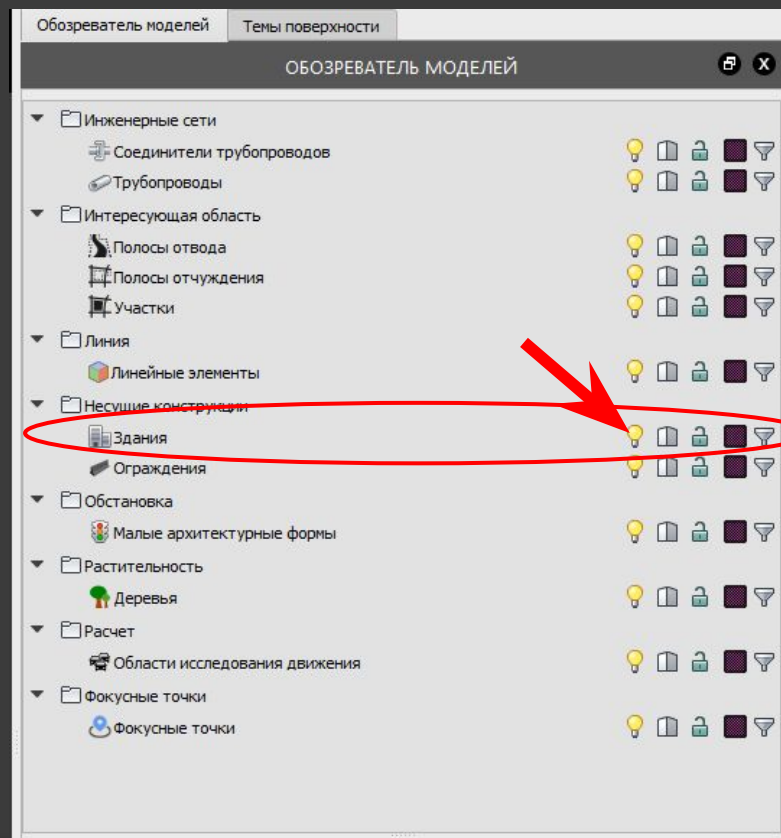 Обозреватель моделей
Темы поверхности
ОБОЗРЕВАТЕЛЬ МОДЕЛЕЙ
Инженерные сети
Соединители трубопроводов
Трубопроводы
Интересующая область
Полосы отвода
Полосы отчуждения
Участки
Линия
Линейные элементы
Несущие конструкции
Здания
Ограждения
Обстановка
Малые архитектурные формы
Растительность
Деревья
Расчет
Области исследования движения
Фокусные точки
Фокусные точки